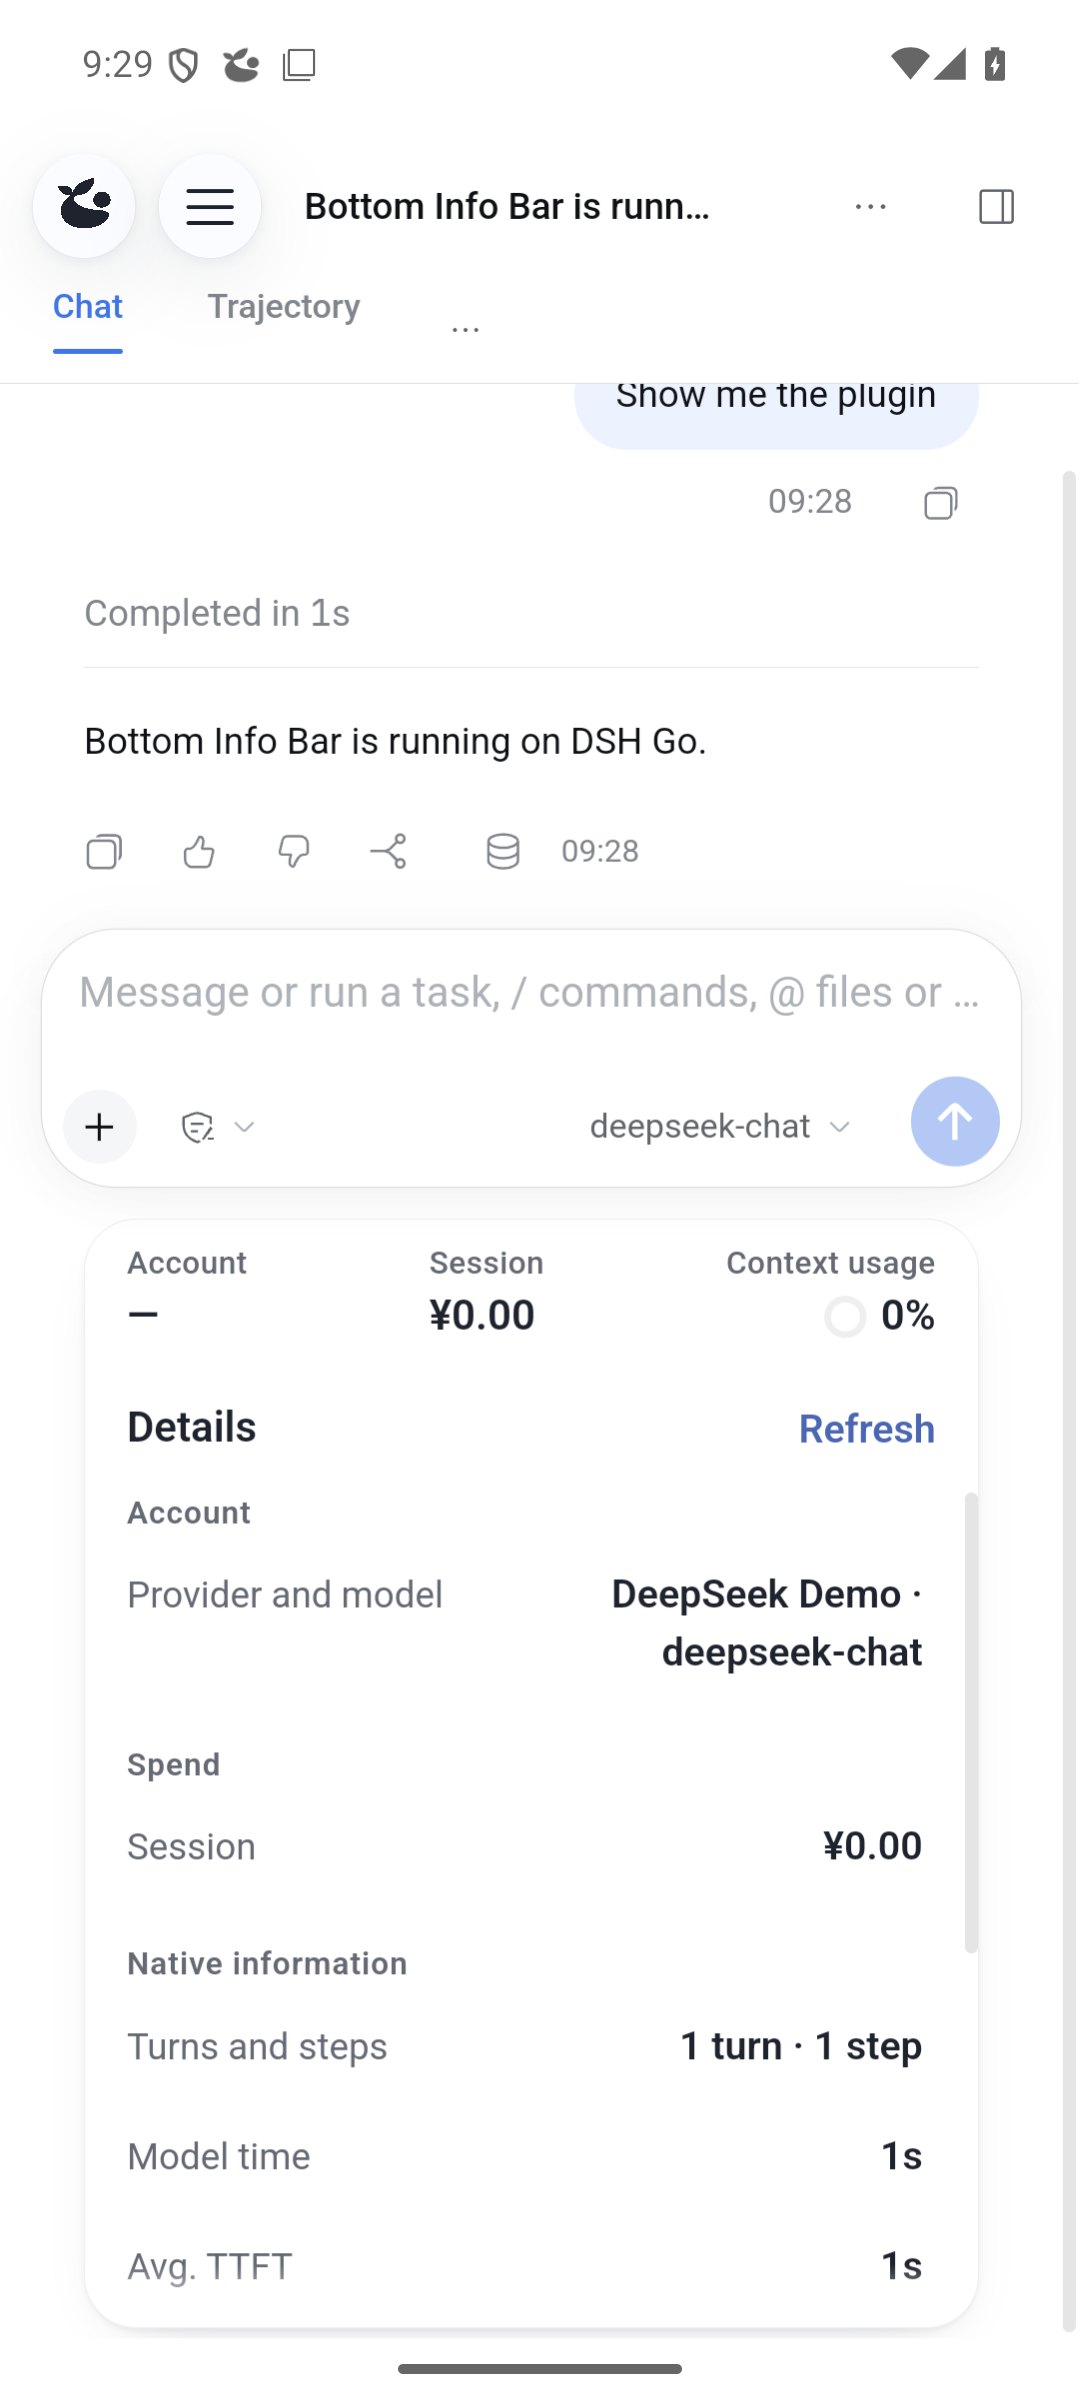 9:29
Bottom Info Bar is runn...
Chat
Trajectory
Show me the plugin
09:28
Completed in 1s
Bottom Info Bar is running on DSH Go.
09:28
Message or run a task, / commands, @ files or ...
deepseek-chat
Account
Session
Context usage
—
¥0.00
0%
Details
Refresh
Account
Provider and model
DeepSeek Demo ·
deepseek-chat
Spend
Session
¥0.00
Native information
Turns and steps
1 turn · 1 step
Model time
1s
Avg. TTFT
1s